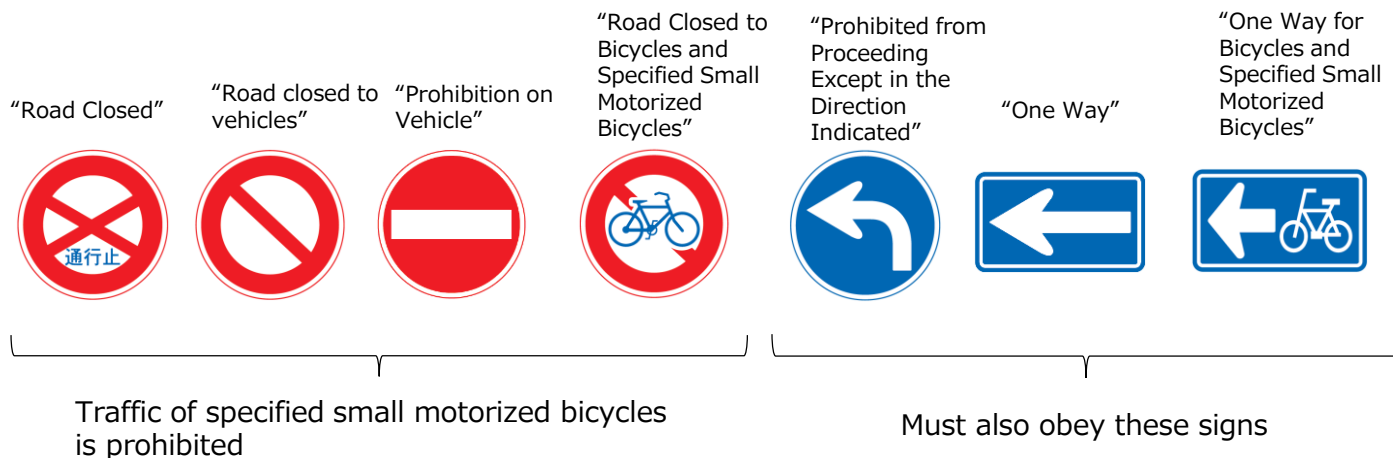 “Road Closed”
“Road closed to
vehicles”
“Prohibition on
Vehicle”
“Road Closed to
Bicycles and
Specified Small
Motorized
Bicycles”
“Prohibited from
Proceeding
Except in the
Direction
Indicated”
“One Way”
“One Way for
Bicycles and
Specified Small
Motorized
Bicycles”
通行止
Traffic of specified small motorized bicycles
is prohibited
Must also obey these signs